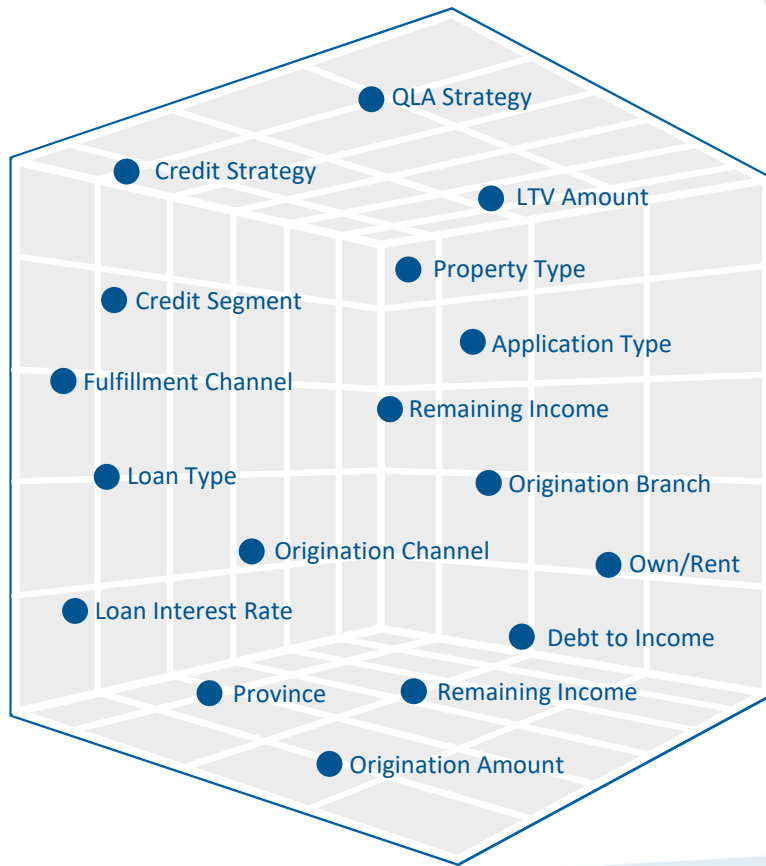 QLA Strategy
Credit Strategy
LTV Amount
Property Type
Credit Segment
Application Type
Fulfillment Channel
Remaining Income
Loan Type
Origination Branch
Origination Channel
Own/Rent
Loan Interest Rate
Debt to Income
Province
Remaining Income
Origination Amount